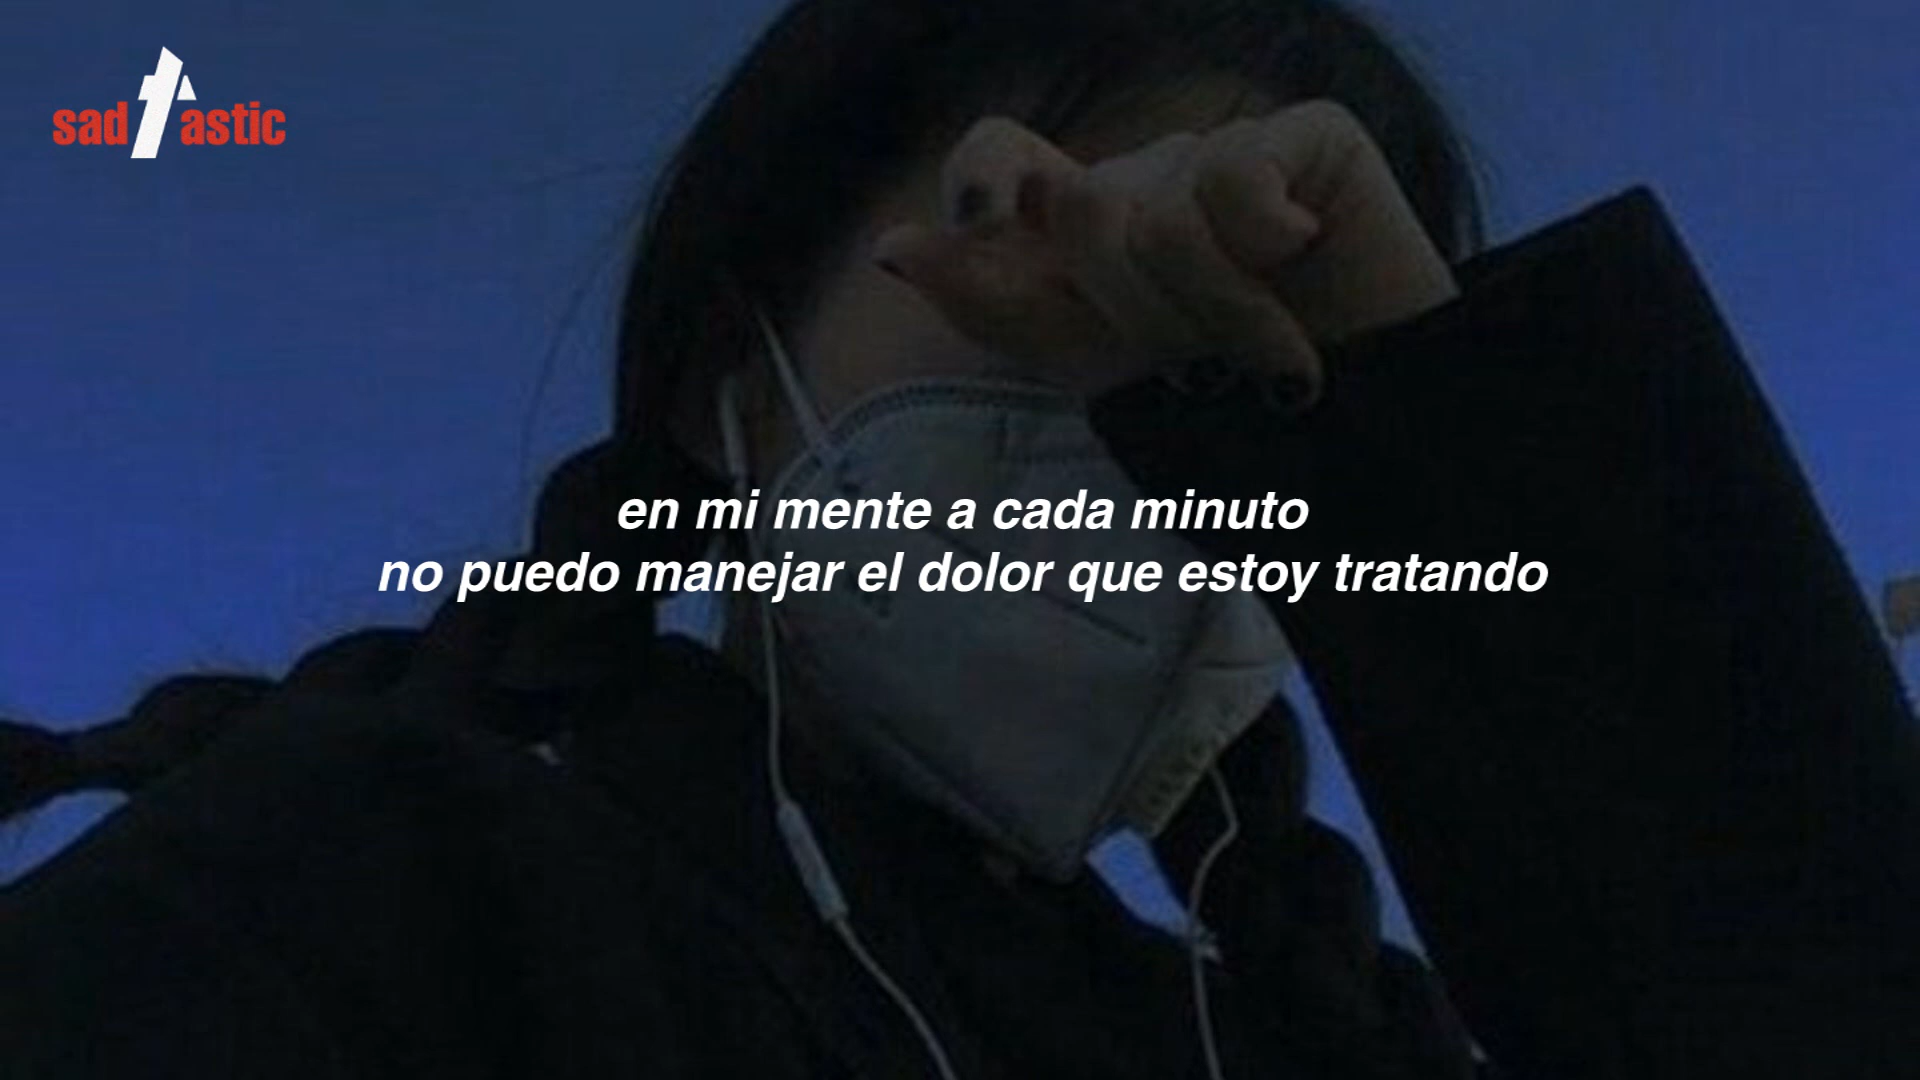 sadtastic
en mi mente a cada minuto
no puedo manejar el dolor que estoy tratando